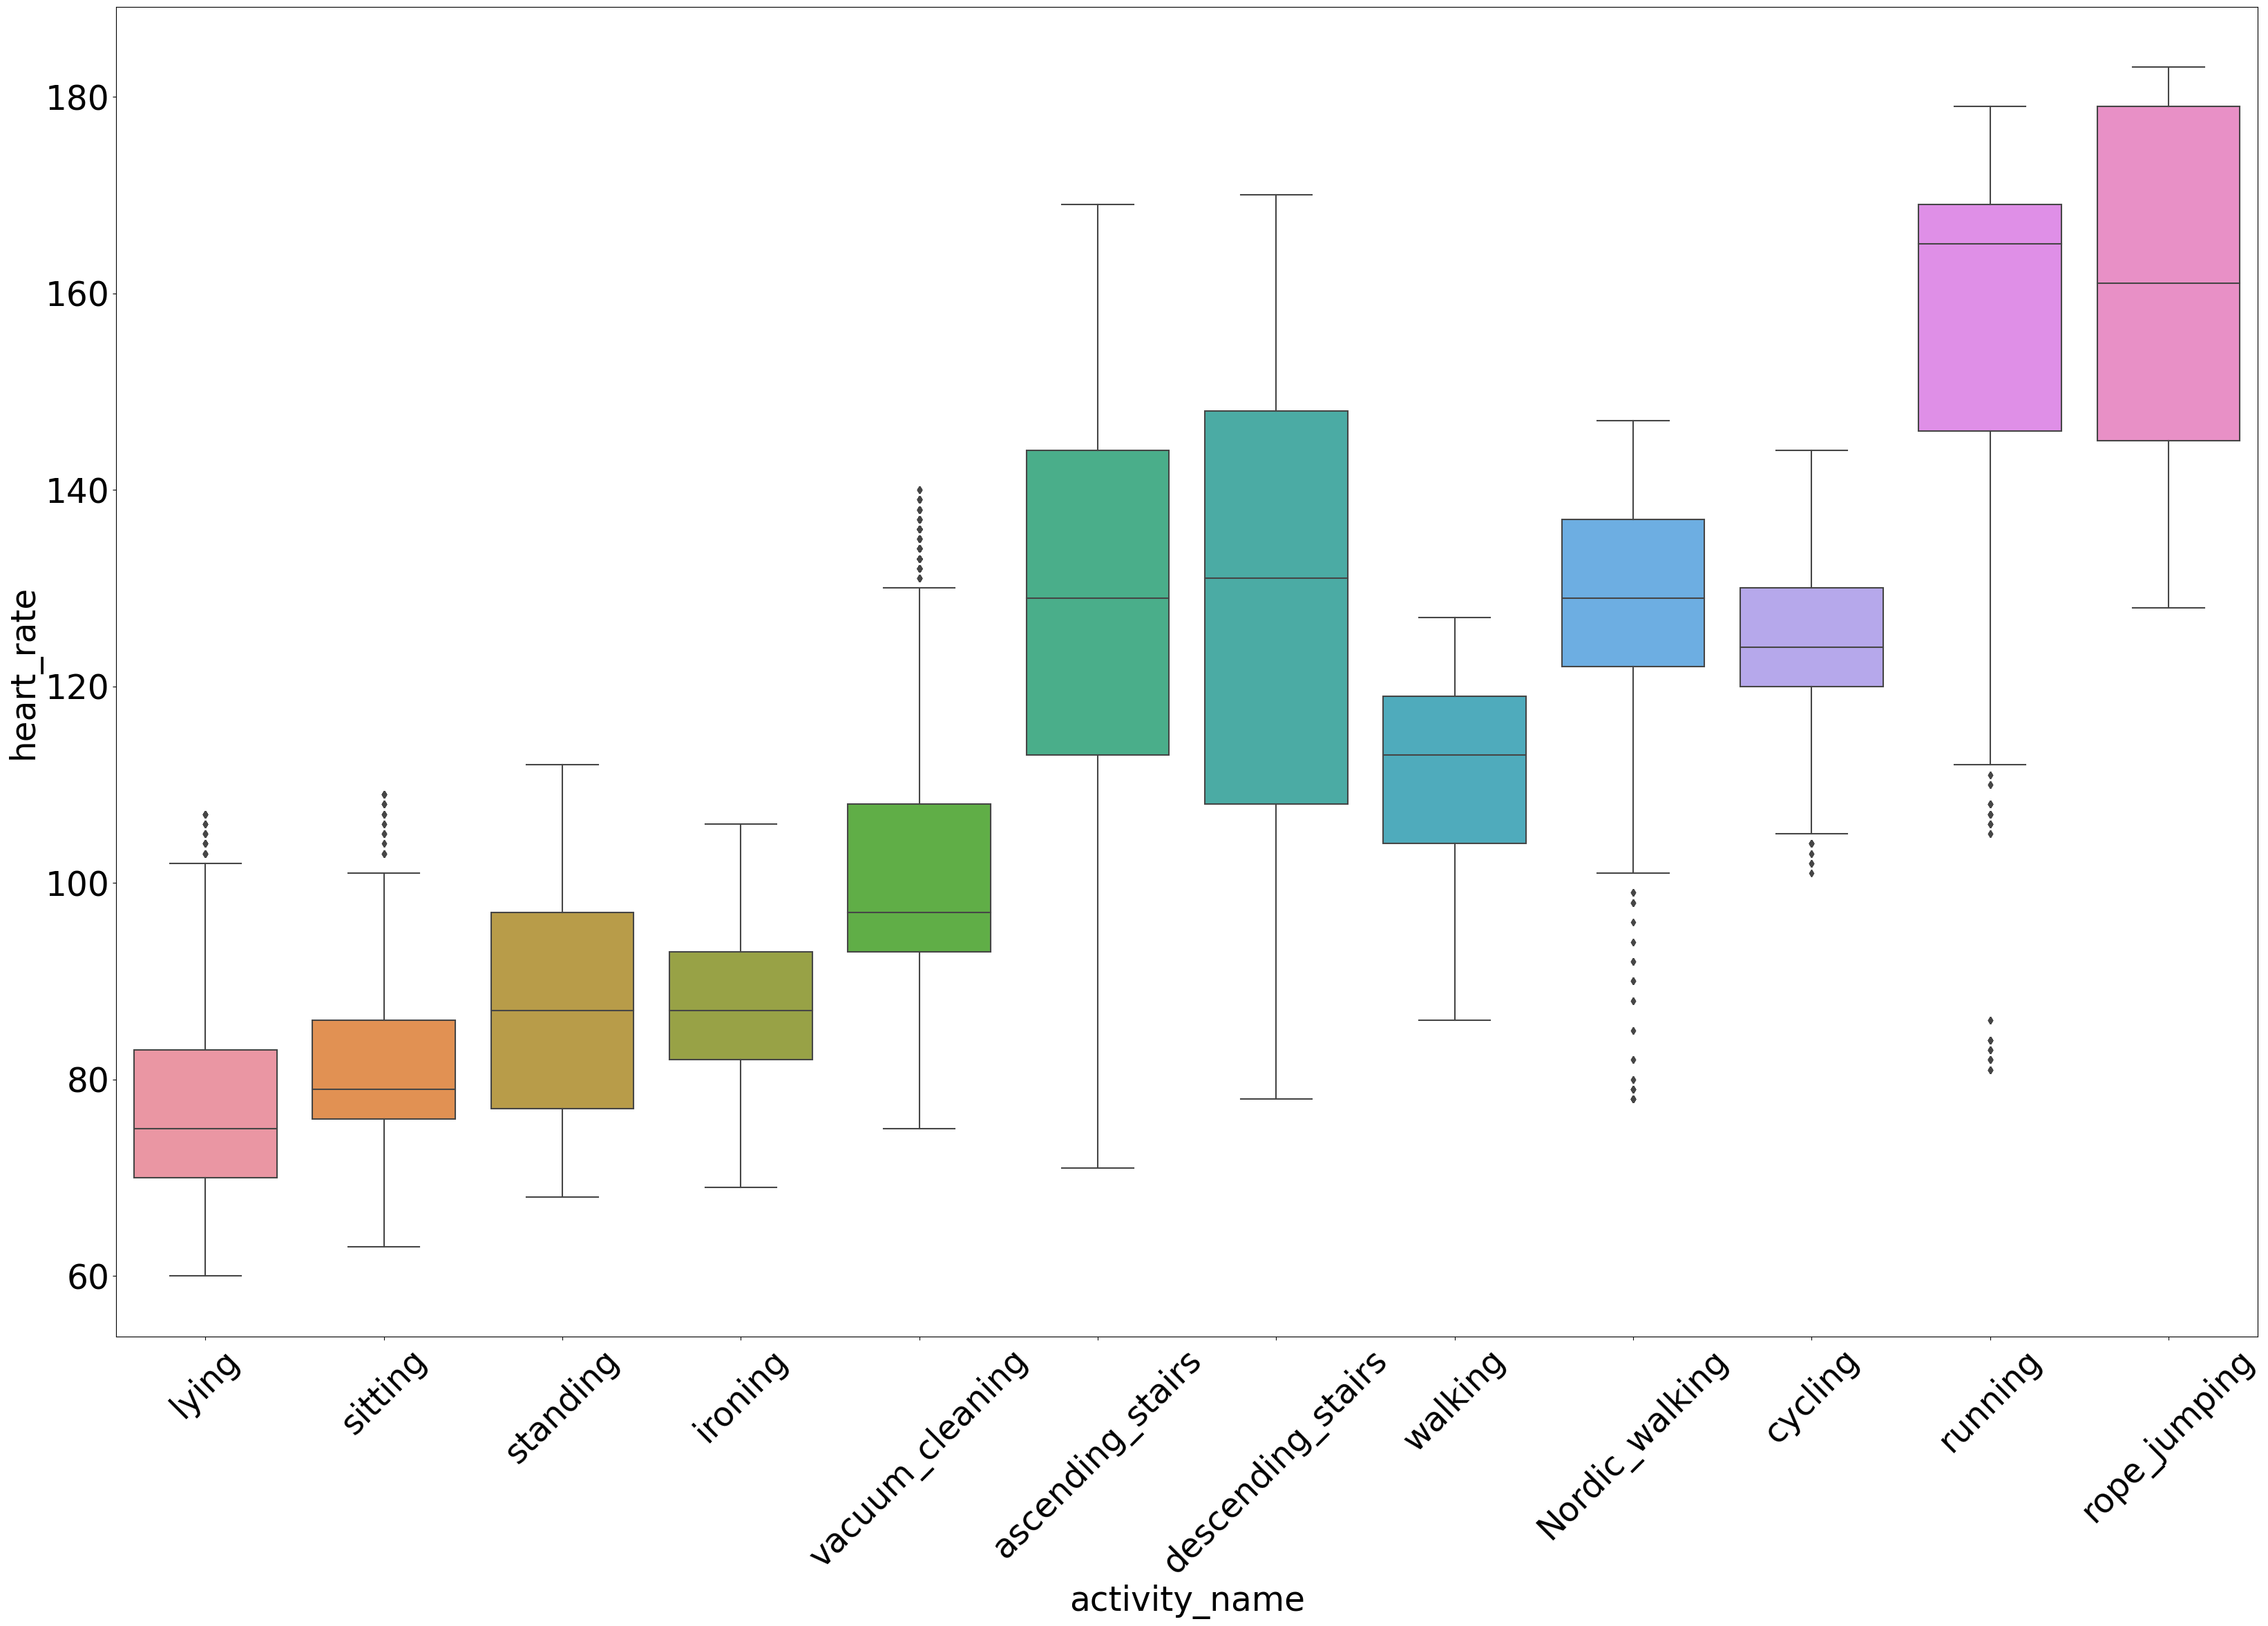 heart_rate
180
160
140
120
100
80
60
lying
sitting
standing
ironing
vacuum_cleaning
ascending_stairs
descending_stairs
walking
Nordic_walking
cycling
running
rope_jumping
activity_name